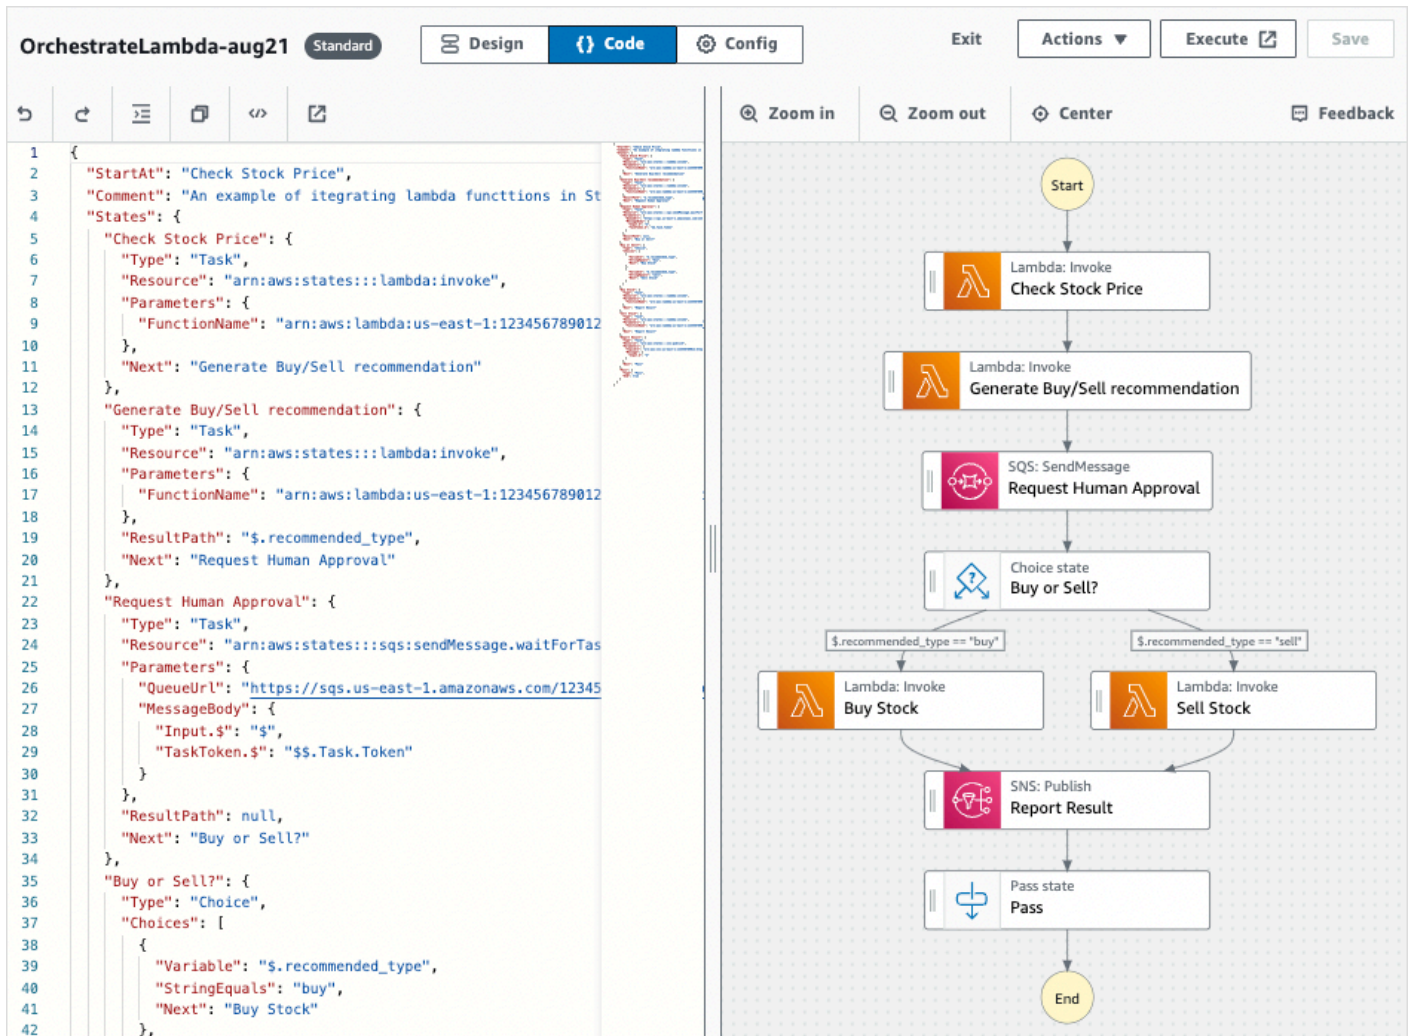 OrchestrateLambda-aug21 Standard Design {} Code Config Exit Actions Execute Save
Zoom in Zoom out Center Feedback
1 {
2 "StartAt": "Check Stock Price",
3 "Comment": "An example of itegrating lambda functtions in St
4 "States": {
5 "Check Stock Price": {
6 "Type": "Task",
7 "Resource": "arn:aws:states:::lambda:invoke",
8 "Parameters": {
9 "FunctionName": "arn:aws:lambda:us-east-1:123456789012
10 },
11 "Next": "Generate Buy/Sell recommendation"
12 },
13 "Generate Buy/Sell recommendation": {
14 "Type": "Task",
15 "Resource": "arn:aws:states:::lambda:invoke",
16 "Parameters": {
17 "FunctionName": "arn:aws:lambda:us-east-1:123456789012
18 },
19 "ResultPath": "$.recommended_type",
20 "Next": "Request Human Approval"
21 },
22 "Request Human Approval": {
23 "Type": "Task",
24 "Resource": "arn:aws:states:::sqs:sendMessage.waitForTas
25 "Parameters": {
26 "QueueUrl": "https://sqs.us-east-1.amazonaws.com/12345
27 "MessageBody": {
28 "Input.$": "$",
29 "TaskToken.$": "$$.Task.Token"
30 }
31 },
32 "ResultPath": null,
33 "Next": "Buy or Sell?"
34 },
35 "Buy or Sell?": {
36 "Type": "Choice",
37 "Choices": [
38 {
39 "Variable": "$.recommended_type",
40 "StringEquals": "buy",
41 "Next": "Buy Stock"
42 },
Start
Lambda: Invoke
Check Stock Price
Lambda: Invoke
Generate Buy/Sell recommendation
SQS: SendMessage
Request Human Approval
Choice state
Buy or Sell?
$.recommended_type == "buy" $.recommended_type == "sell"
Lambda: Invoke
Buy Stock
Lambda: Invoke
Sell Stock
SNS: Publish
Report Result
Pass state
Pass
End